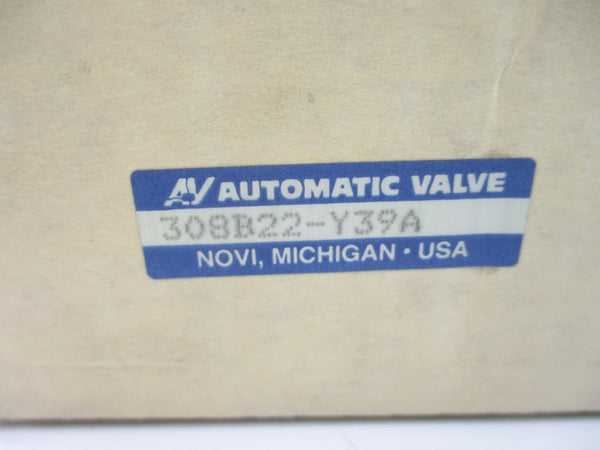 AV AUTOMATIC VALVE
308B22-Y39A
NOVI, MICHIGAN • USA